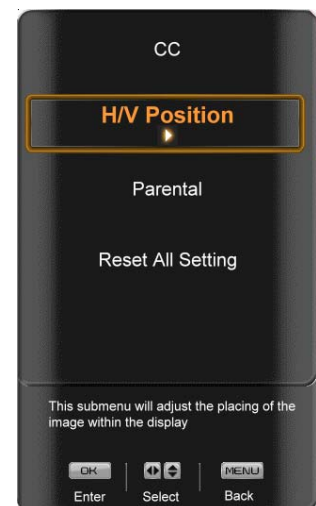 CC
H/V Position
Parental
Reset All Setting
This submenu will adjust the placing of the
image within the display
OK MENU
Enter Select Back